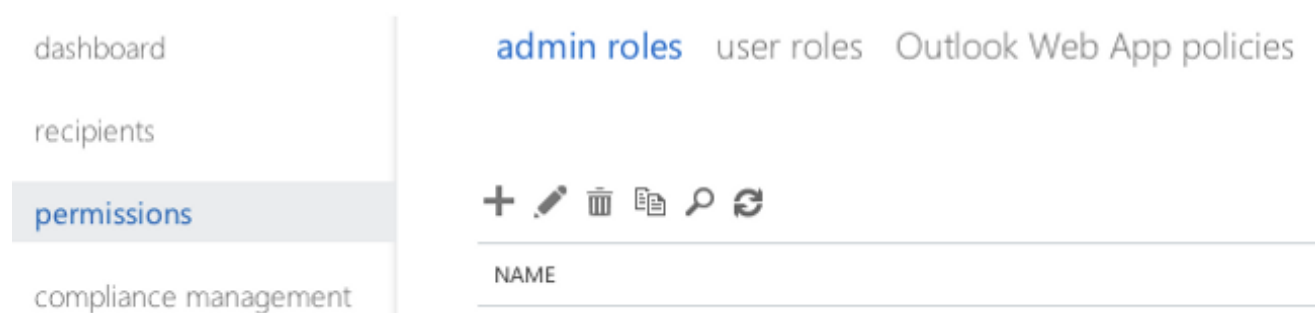 dashboard
recipients
permissions
compliance management
admin roles user roles Outlook Web App policies
NAME